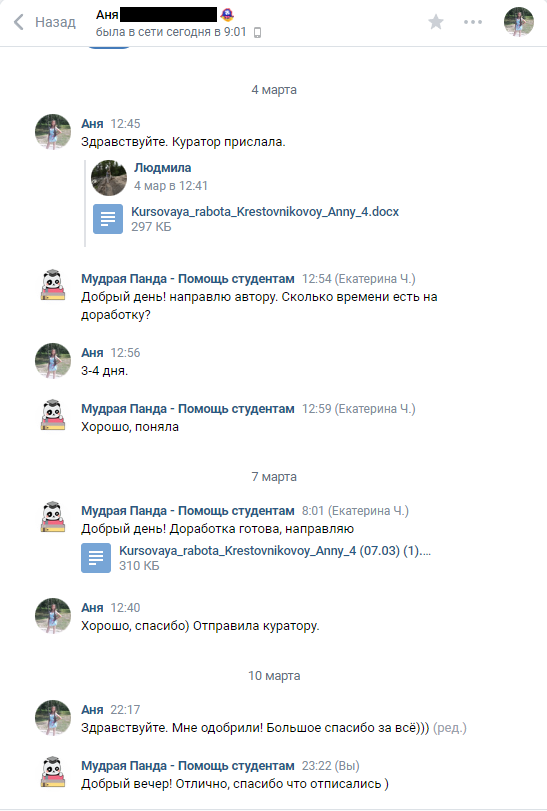 Назад
Аня
была в сети сегодня в 9:01
4 марта
Аня 12:45
Здравствуйте. Куратор прислала.
Людмила
4 мар в 12:41
Kursovaya_rabota_Krestovnikovoy_Anny_4.docx
297 КБ
Мудрая Панда - Помощь студентам 12:54 (Екатерина Ч.)
Добрый день! направлю автору. Сколько времени есть на
доработку?
Аня 12:56
3-4 дня.
Мудрая Панда - Помощь студентам 12:59 (Екатерина Ч.)
Хорошо, поняла
7 марта
Мудрая Панда - Помощь студентам 8:01 (Екатерина Ч.)
Добрый день! Доработка готова, направляю
Kursovaya_rabota_Krestovnikovoy_Anny_4 (07.03) (1)....
310 КБ
Аня 12:40
Хорошо, спасибо) Отправила куратору.
10 марта
Аня 22:17
Здравствуйте. Мне одобрили! Большое спасибо за всё))) (ред.)
Мудрая Панда - Помощь студентам 23:22 (Вы)
Добрый вечер! Отлично, спасибо что отписались )